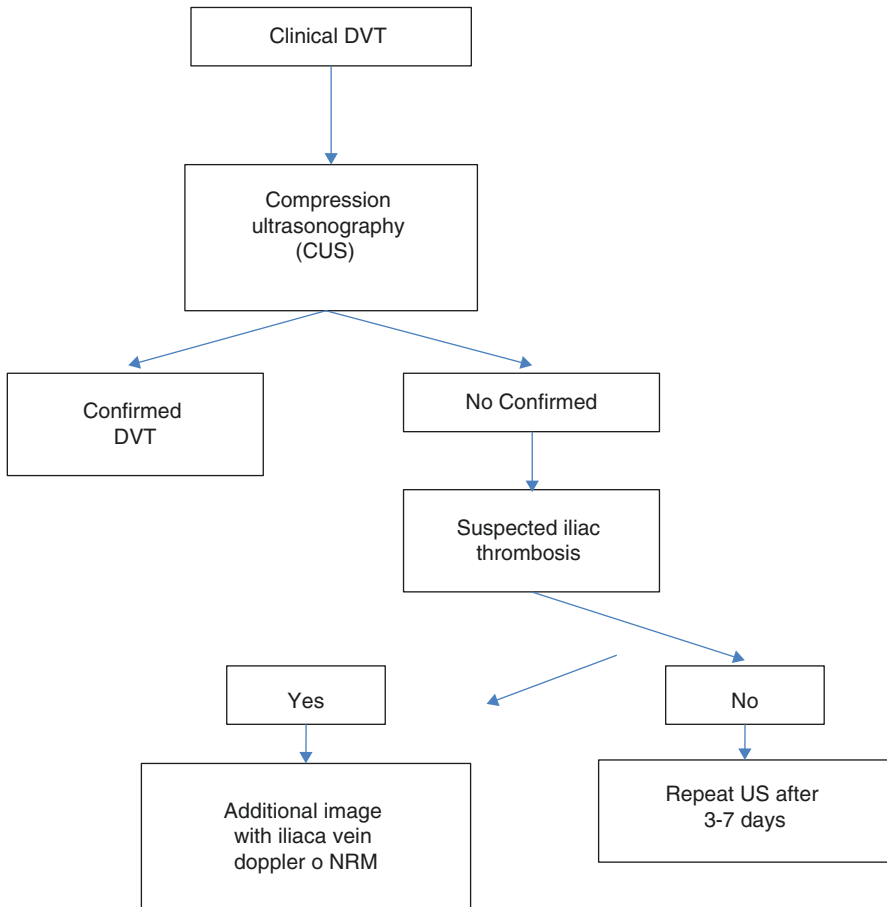 Clinical DVT
Compression
ultrasonography
(CUS)
Confirmed
DVT
No Confirmed
Suspected iliac
thrombosis
Yes
No
Additional image
with iliaca vein
doppler o NRM
Repeat US after
3-7 days